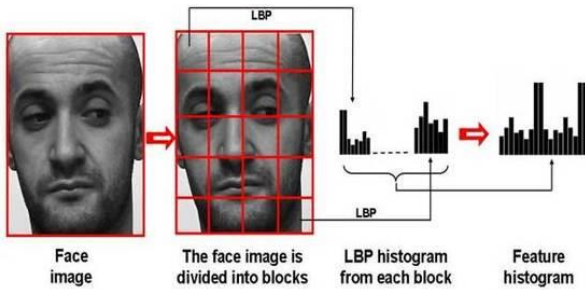 LBP
LBP
Face
image
The face image is
divided into blocks
LBP histogram
from each block
Feature
histogram